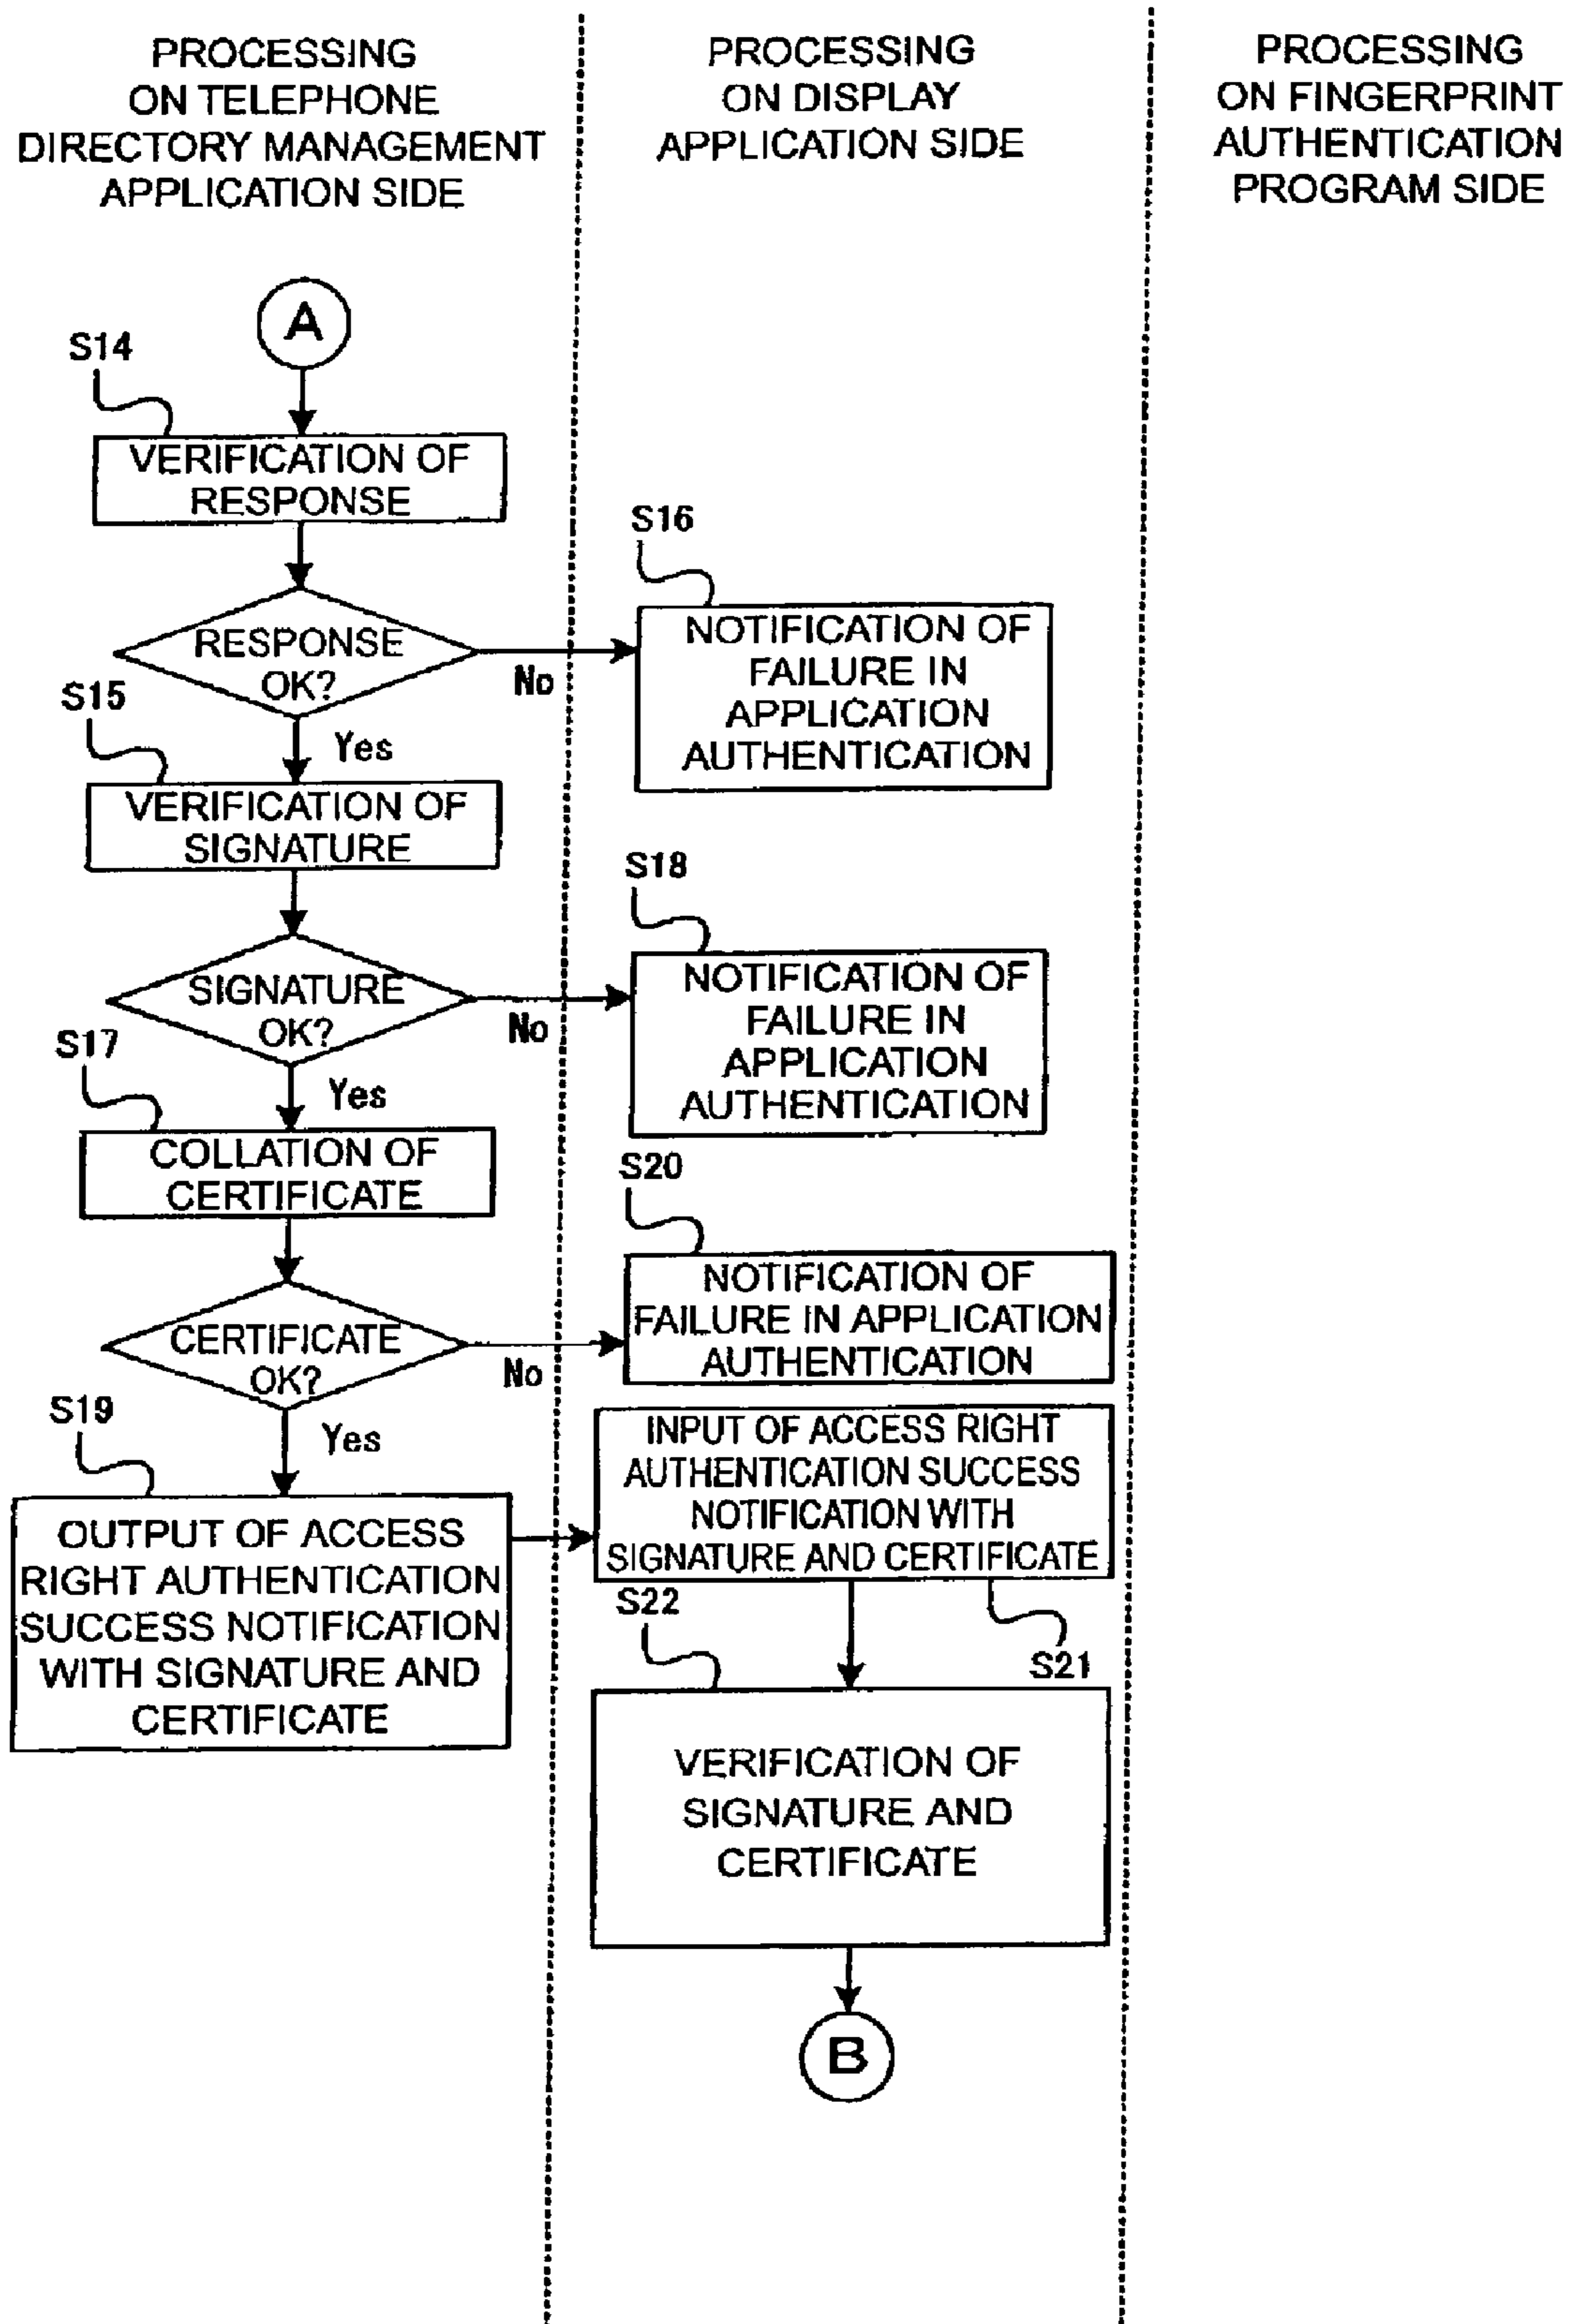 PROCESSING
ON TELEPHONE
DIRECTORY MANAGEMENT
APPLICATION SIDE
PROCESSING
ON DISPLAY
APPLICATION SIDE
PROCESSING
ON FINGERPRINT
AUTHENTICATION
PROGRAM SIDE
A
S14
VERIFICATION OF
RESPONSE
RESPONSE
OK?
No
S16
NOTIFICATION OF
FAILURE IN
APPLICATION
AUTHENTICATION
Yes
S15
VERIFICATION OF
SIGNATURE
SIGNATURE
OK?
No
S18
NOTIFICATION OF
FAILURE IN
APPLICATION
AUTHENTICATION
Yes
S17
COLLATION OF
CERTIFICATE
CERTIFICATE
OK?
No
S20
NOTIFICATION OF
FAILURE IN APPLICATION
AUTHENTICATION
Yes
S19
OUTPUT OF ACCESS
RIGHT AUTHENTICATION
SUCCESS NOTIFICATION
WITH SIGNATURE AND
CERTIFICATE
INPUT OF ACCESS RIGHT
AUTHENTICATION SUCCESS
NOTIFICATION WITH
SIGNATURE AND CERTIFICATE
S21
S22
VERIFICATION OF
SIGNATURE AND
CERTIFICATE
B